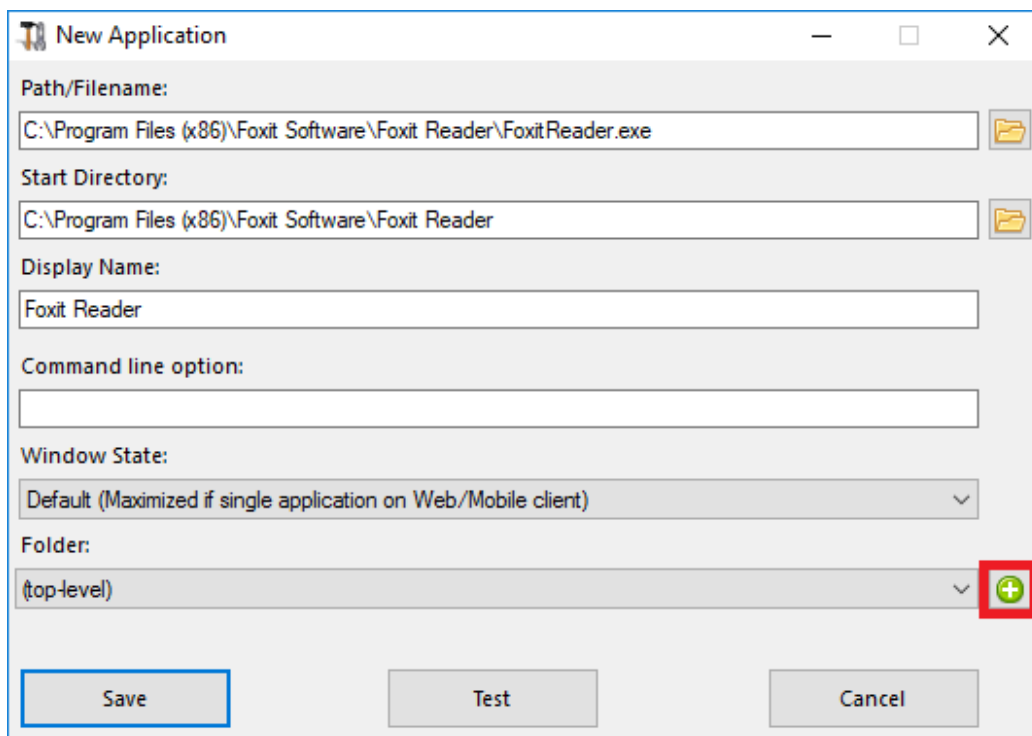 New Application
Path/Filename:
C:\Program Files (x86)\Foxit Software\Foxit Reader\FoxitReader.exe
Start Directory:
C:\Program Files (x86)\Foxit Software\Foxit Reader
Display Name:
Foxit Reader
Command line option:
Window State:
Default (Maximized if single application on Web/Mobile client)
Folder:
(top-level)
Save Test Cancel